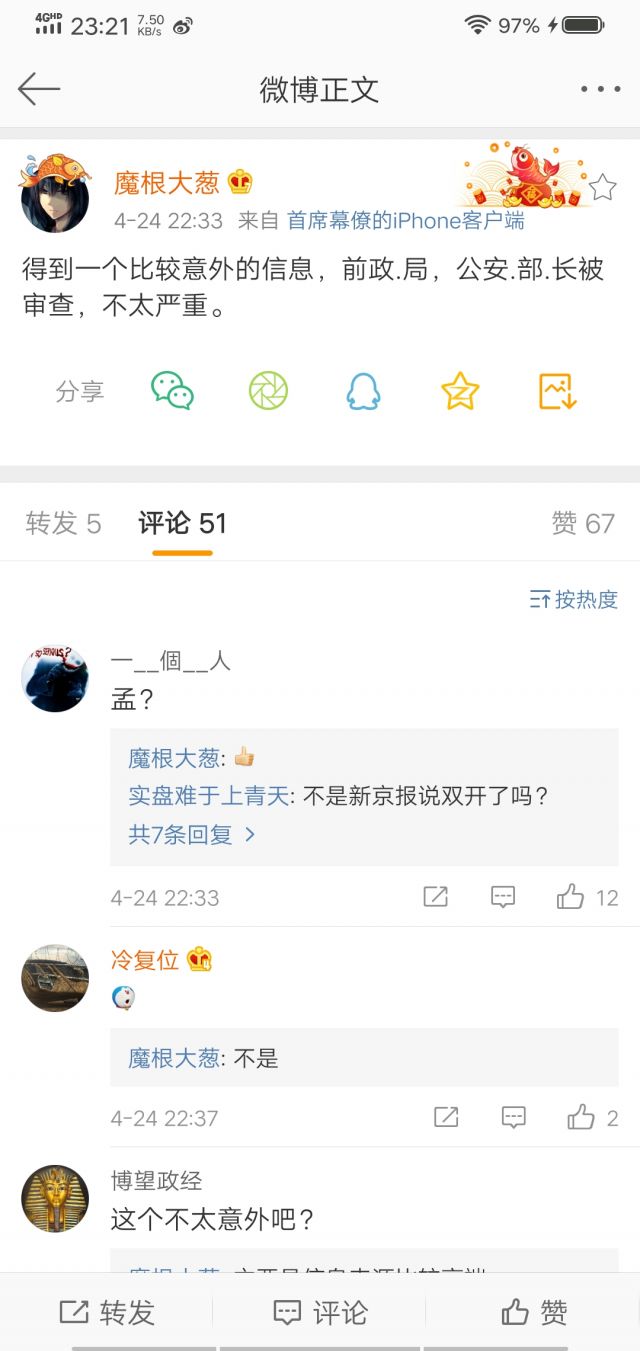 4GHD 23:21 7.50 KB/s 97%
微博正文
魔根大葱
4-24 22:33 来自 首席幕僚的iPhone客户端
得到一个比较意外的信息，前政.局，公安.部.长被
审查，不太严重。
分享
转发 5 评论 51 赞 67
按热度
一__個__人
孟？
魔根大葱:
实盘难于上青天: 不是新京报说双开了吗？
共7条回复
4-24 22:33 12
冷复位
魔根大葱: 不是
4-24 22:37 2
博望政经
这个不太意外吧？
转发 评论 赞